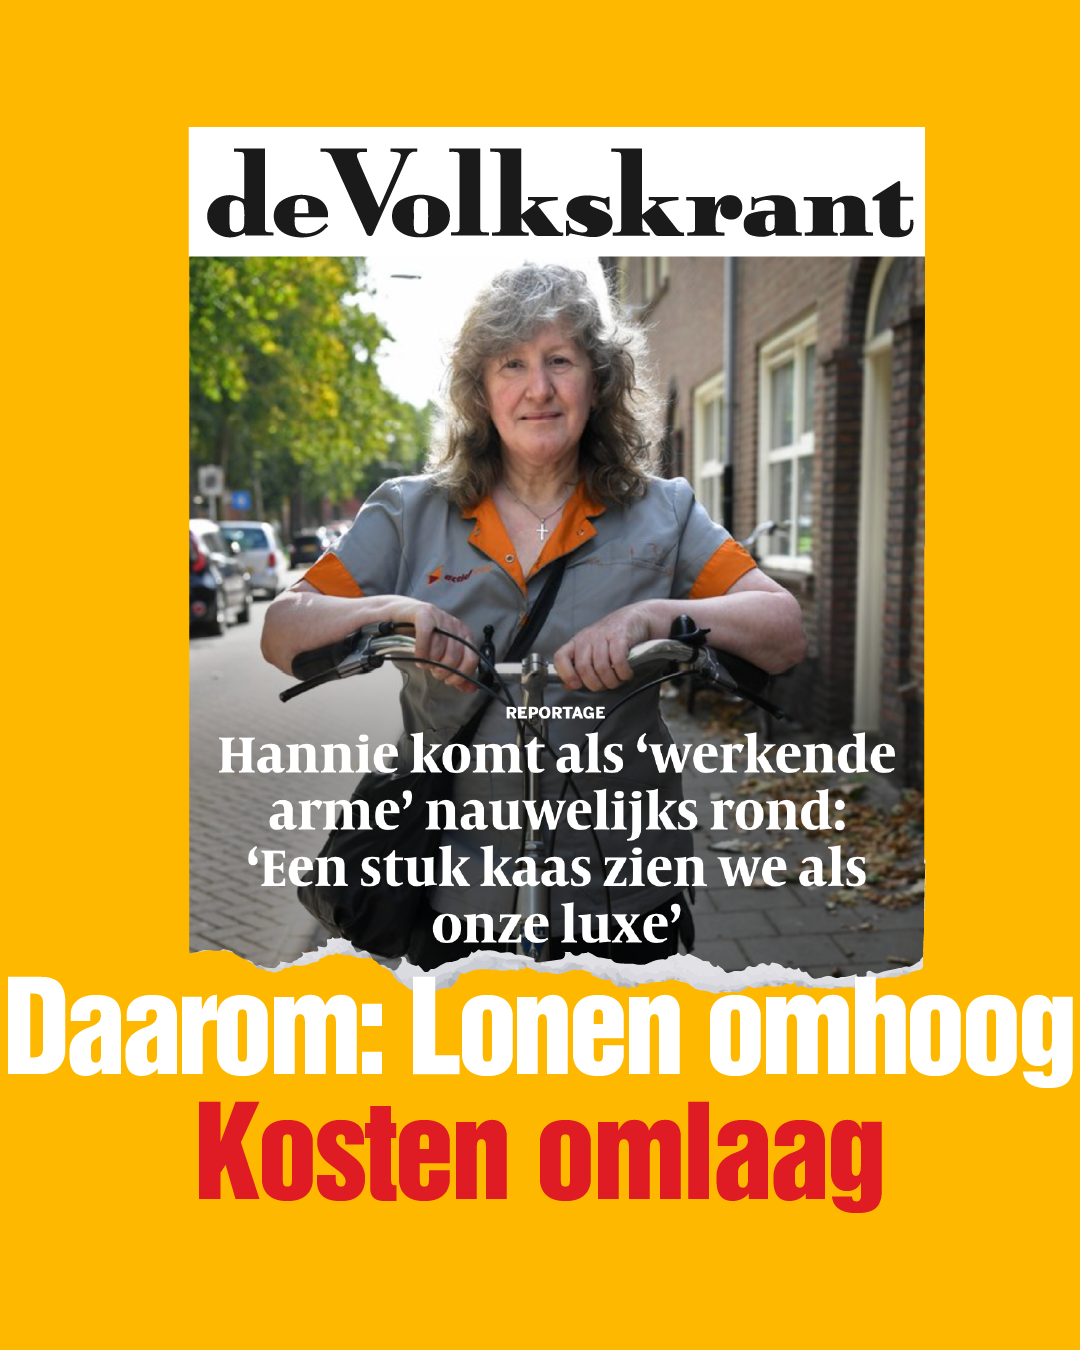 de Volkskrant
REPORTAGE
Hannie komt als ‘werkende
arme’ nauwelijks rond:
‘Een stuk kaas zien we als
onze luxe’
Daarom: Lonen omhoog
Kosten omlaag